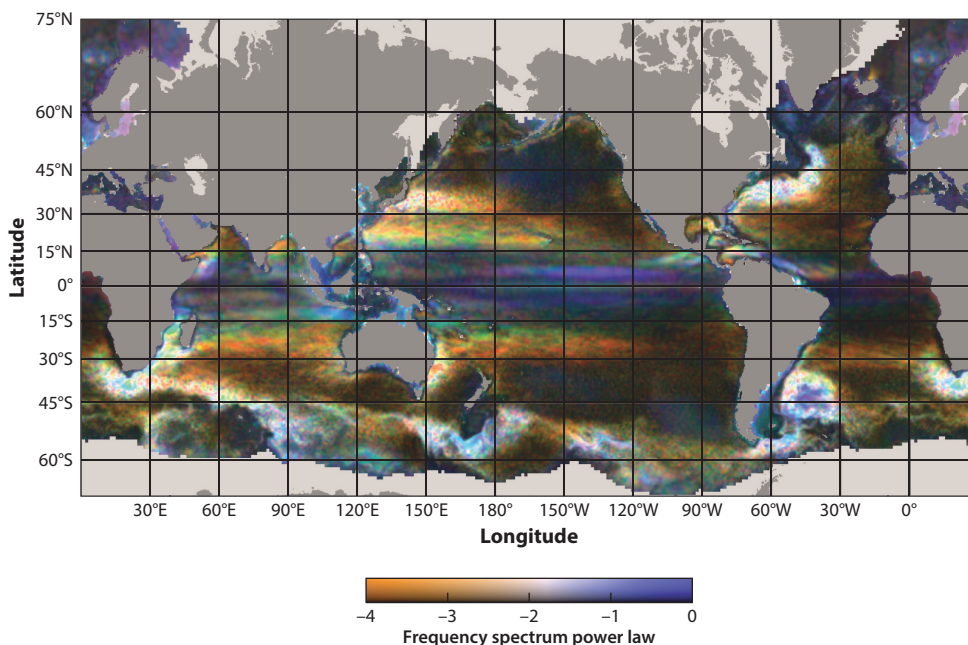 75°N
60°N
45°N
30°N
15°N
0°
15°S
30°S
45°S
60°S
Latitude
30°E 60°E 90°E 120°E 150°E 180°E 150°W 120°W 90°W 60°W 30°W 0°
Longitude
–4 –3 –2 –1 0
Frequency spectrum power law